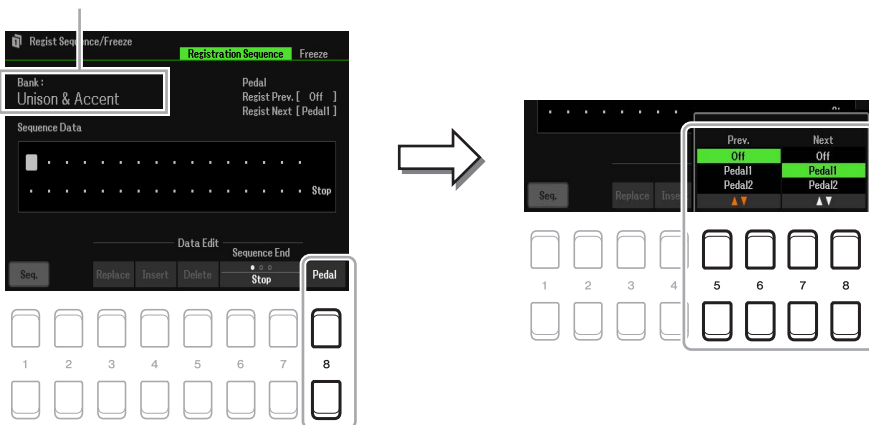 Regist Sequence/Freeze
Registration Sequence Freeze
Bank :
Unison & Accent
Pedal
Regist Prev. [ Off ]
Regist Next [ Pedal1 ]
Sequence Data
Stop
Data Edit
Sequence End
Seq. Replace Insert Delete Stop Pedal
1 2 3 4 5 6 7 8
Prev. Next
Off Off
Pedal1 Pedal1
Pedal2 Pedal2
Seq. Replace
1 2 3 4 5 6 7 8